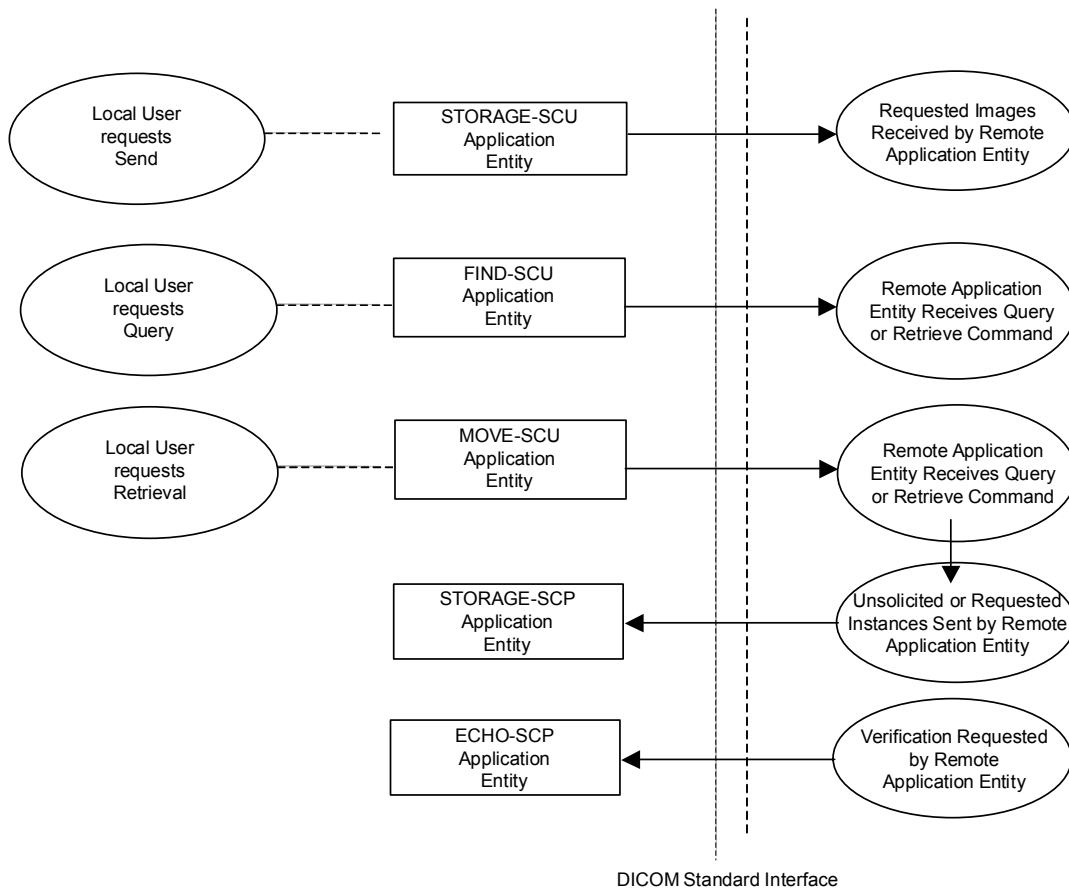 Local User
requests
Send
STORAGE-SCU
Application
Entity
Requested Images
Received by Remote
Application Entity
Local User
requests
Query
FIND-SCU
Application
Entity
Remote Application
Entity Receives Query
or Retrieve Command
Local User
requests
Retrieval
MOVE-SCU
Application
Entity
Remote Application
Entity Receives Query
or Retrieve Command
STORAGE-SCP
Application
Entity
Unsolicited or Requested
Instances Sent by Remote
Application Entity
ECHO-SCP
Application
Entity
Verification Requested
by Remote
Application Entity
DICOM Standard Interface